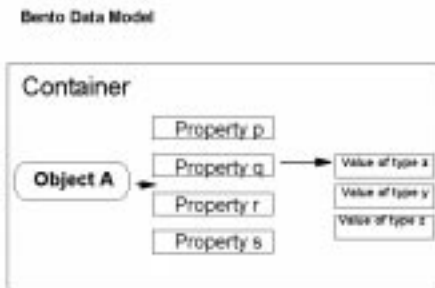 Bento Data Model
Container
Property p
Object A
Property q
Property r
Property s
Value of type x
Value of type y
Value of type z